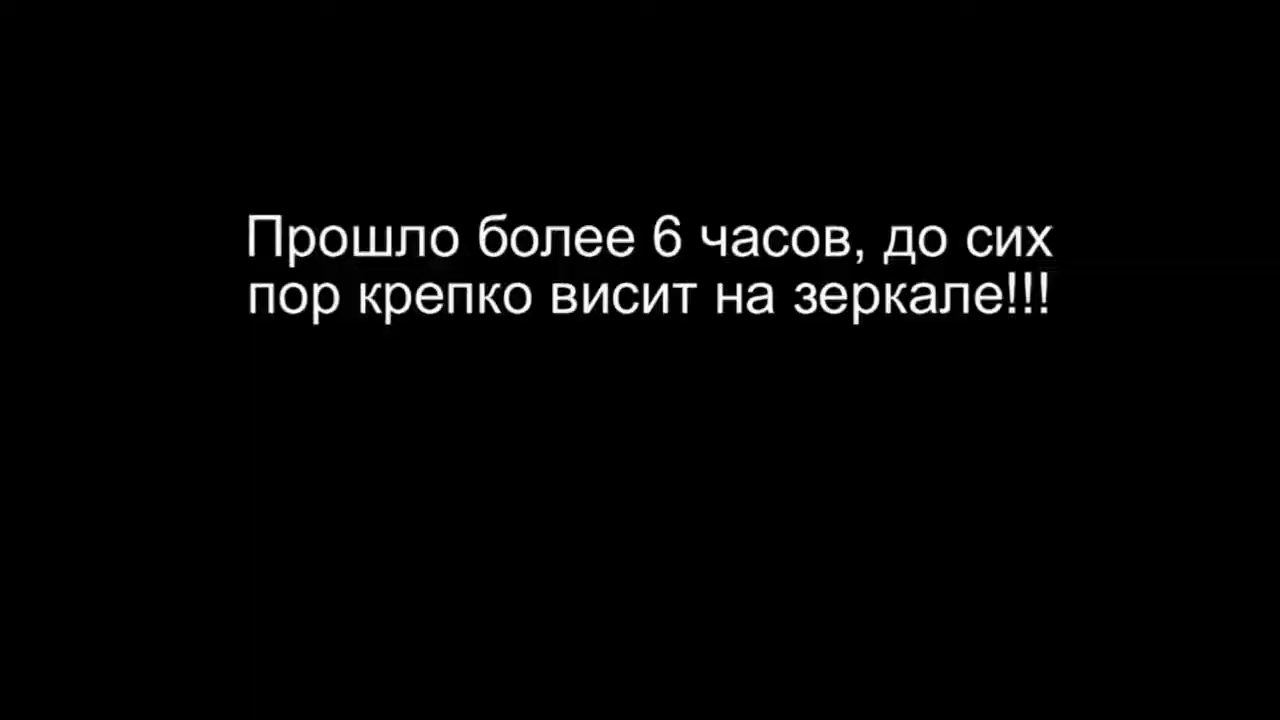 Прошло более 6 часов, до сих
пор крепко висит на зеркале!!!